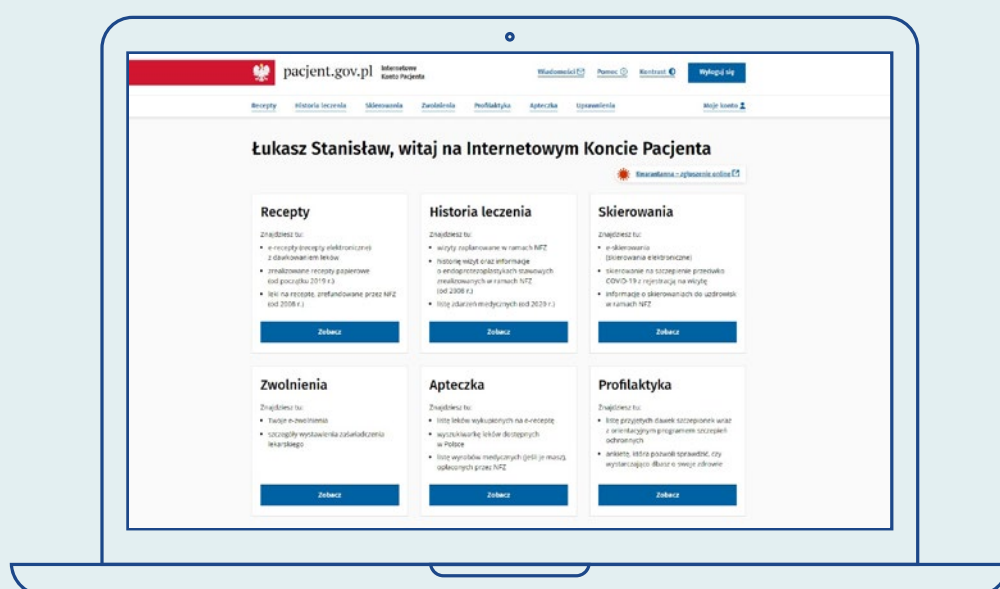 pacjent.gov.pl
Internetowe
Konto Pacjenta
Wiadomości
Pomoc
Kontrast
Wyloguj się
Recepty
Historia leczenia
Skierowania
Zwolnienia
Profilaktyka
Apteczka
Uprawnienia
Moje konto
Łukasz Stanisław, witaj na Internetowym Koncie Pacjenta
Kwarantanna – zgłoszenie online
Recepty
Znajdziesz tu:
• e-recepty (recepty elektroniczne)
z dawkowaniem leków
• zrealizowane recepty papierowe
(od początku 2019 r.)
• leki na receptę, zrefundowane przez NFZ
(od 2008 r.)
Zobacz
Historia leczenia
Znajdziesz tu:
• wizyty zaplanowane w ramach NFZ
• historię wizyt oraz informacje
o endoprotezoplastykach stawowych
zrealizowanych w ramach NFZ
(od 2008 r.)
• listę zdarzeń medycznych (od 2020 r.)
Zobacz
Skierowania
Znajdziesz tu:
• e-skierowania
(skierowania elektroniczne)
• skierowanie na szczepienie przeciwko
COVID-19 z rejestracją na wizytę
• informacje o skierowaniach do uzdrowisk
w ramach NFZ
Zobacz
Zwolnienia
Znajdziesz tu:
• Twoje e-zwolnienia
• szczegóły wystawienia zaświadczenia
lekarskiego
Zobacz
Apteczka
Znajdziesz tu:
• listę leków wykupionych na e-receptę
• wyszukiwarkę leków dostępnych
w Polsce
• listę wyrobów medycznych (jeśli je masz),
opłaconych przez NFZ
Zobacz
Profilaktyka
Znajdziesz tu:
• listę przyjętych dawek szczepionek wraz
z orientacyjnym programem szczepień
ochronnych
• ankietę, która pozwoli sprawdzić, czy
wystarczająco dbasz o swoje zdrowie
Zobacz